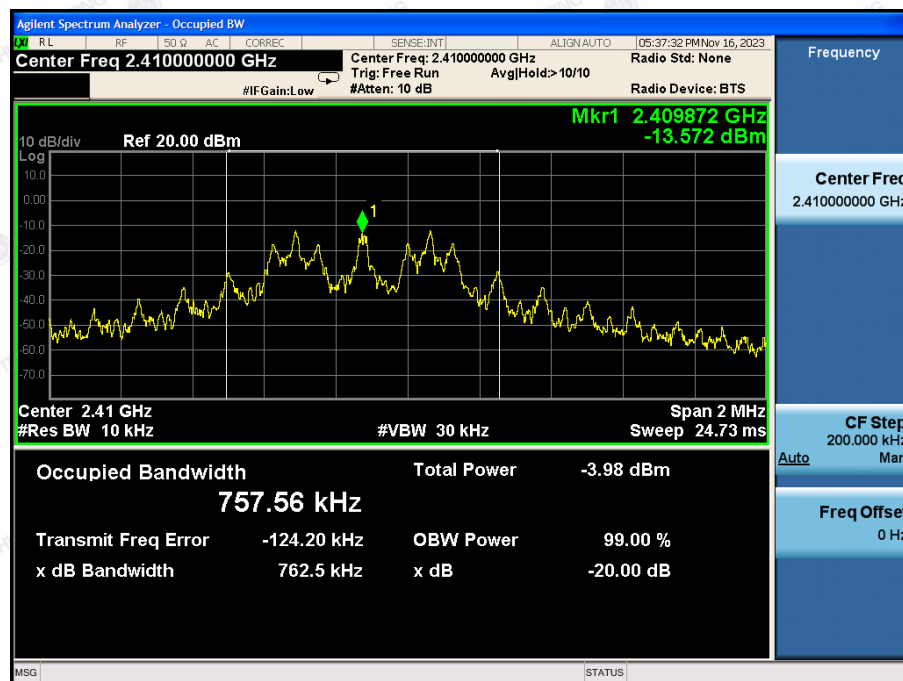 Agilent Spectrum Analyzer - Occupied BW
LXI RL RF 50 Ω AC CORREC SENSE:INT ALIGN AUTO 05:37:32 PM Nov 16, 2023
Center Freq 2.410000000 GHz
Center Freq: 2.410000000 GHz
Radio Std: None
Trig: Free Run Avg|Hold:>10/10
#IFGain:Low
#Atten: 10 dB
Radio Device: BTS
Mkr1 2.409872 GHz
-13.572 dBm
10 dB/div Ref 20.00 dBm
Log
10.0
0.00
-10.0
-20.0
-30.0
-40.0
-50.0
-60.0
-70.0
1
Center 2.41 GHz
Span 2 MHz
#Res BW 10 kHz
#VBW 30 kHz
Sweep 24.73 ms
Occupied Bandwidth
757.56 kHz
Total Power -3.98 dBm
Transmit Freq Error -124.20 kHz
OBW Power 99.00 %
x dB Bandwidth 762.5 kHz
x dB -20.00 dB
MSG
STATUS
Frequency
Center Freq
2.410000000 GHz
CF Step
200.000 kHz
Auto Man
Freq Offset
0 Hz